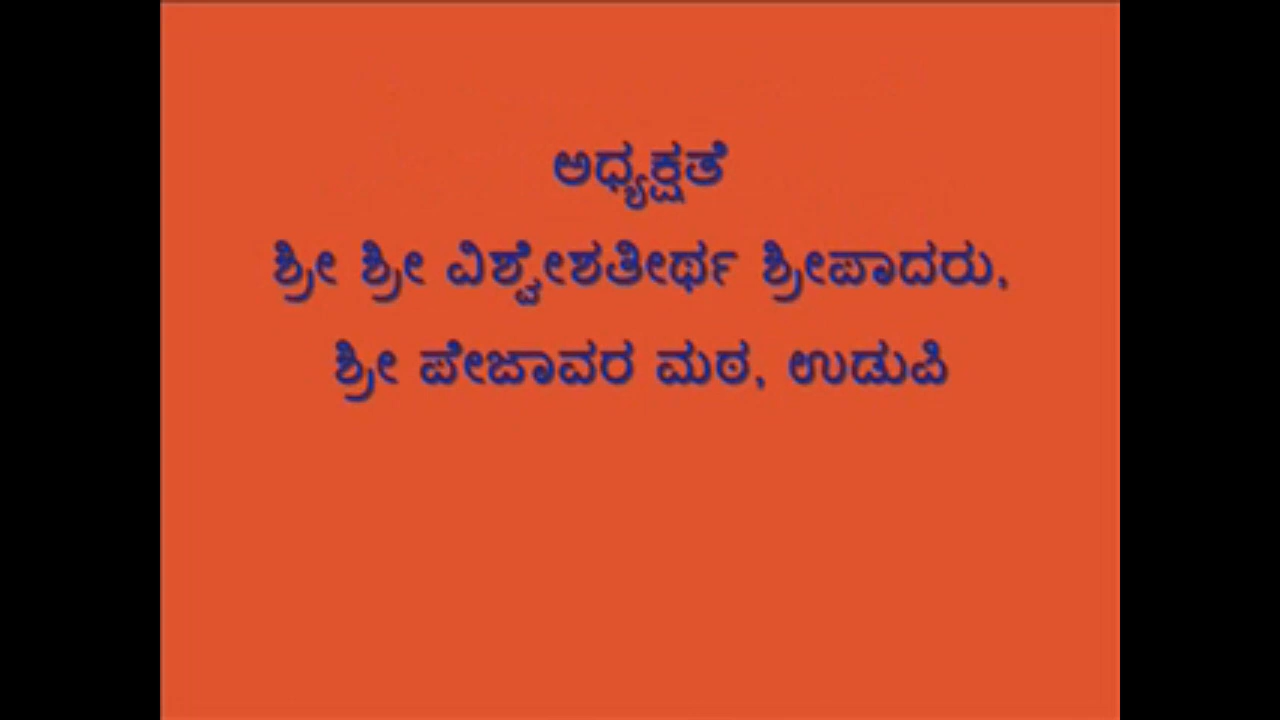 ಅಧ್ಯಕ್ಷತೆ
ಶ್ರೀ ಶ್ರೀ ವಿಶ್ವೇಶತೀರ್ಥ ಶ್ರೀಪಾದರು,
ಶ್ರೀ ಪೇಜಾವರ ಮಠ, ಉಡುಪಿ